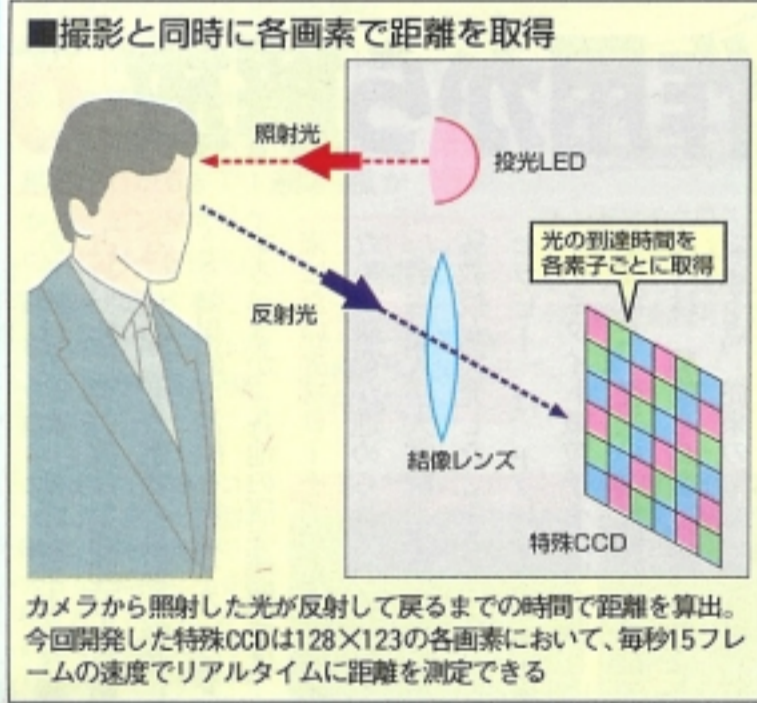 ■撮影と同時に各画素で距離を取得
照射光
投光LED
光の到達時間を
各素子ごとに取得
反射光
結像レンズ
特殊CCD
カメラから照射した光が反射して戻るまでの時間で距離を算出。
今回開発した特殊CCDは128×123の各画素において、毎秒15フレ
ームの速度でリアルタイムに距離を測定できる